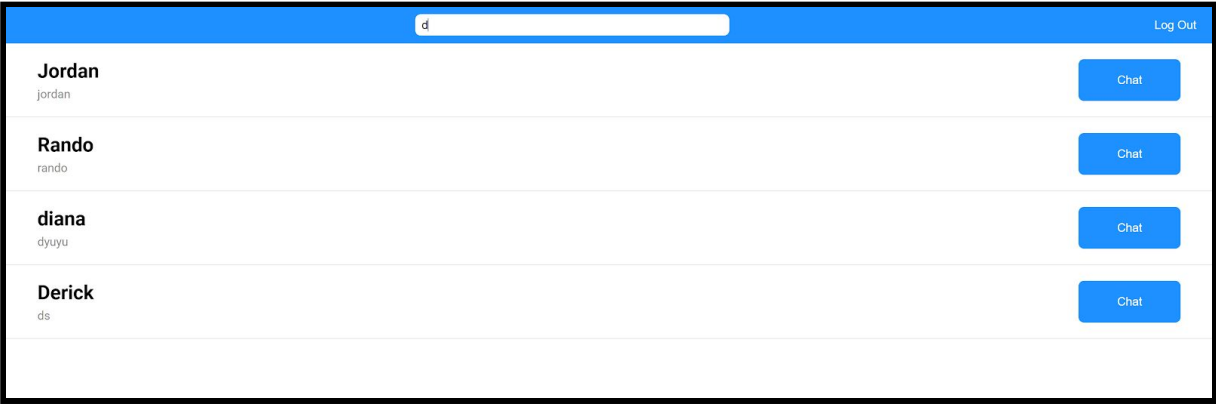 d
Log Out
Jordan
jordan
Chat
Rando
rando
Chat
diana
dyuyu
Chat
Derick
ds
Chat